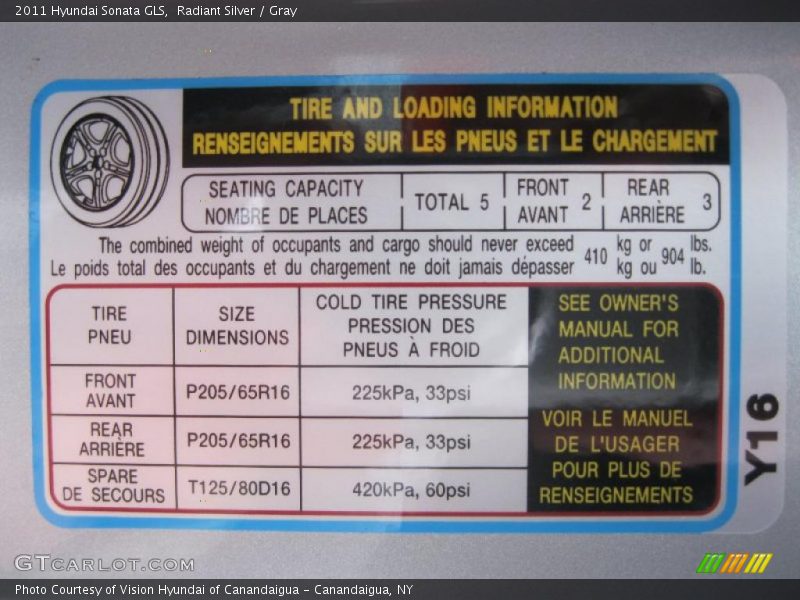 2011 Hyundai Sonata GLS,  Radiant Silver / Gray
TIRE AND LOADING INFORMATION
RENSEIGNEMENTS SUR LES PNEUS ET LE CHARGEMENT
SEATING CAPACITY
NOMBRE DE PLACES
TOTAL 5
FRONT
AVANT
2
REAR
ARRIÈRE
3
The combined weight of occupants and cargo should never exceed
Le poids total des occupants et du chargement ne doit jamais dépasser
410
kg or
kg ou
904
lbs.
lb.
TIRE
PNEU
SIZE
DIMENSIONS
COLD TIRE PRESSURE
PRESSION DES
PNEUS À FROID
FRONT
AVANT
P205/65R16
225kPa, 33psi
REAR
ARRIÈRE
P205/65R16
225kPa, 33psi
SPARE
DE SECOURS
T125/80D16
420kPa, 60psi
SEE OWNER'S
MANUAL FOR
ADDITIONAL
INFORMATION
VOIR LE MANUEL
DE L'USAGER
POUR PLUS DE
RENSEIGNEMENTS
Y16
GTCARLOT.COM
Photo Courtesy of Vision Hyundai of Canandaigua - Canandaigua, NY